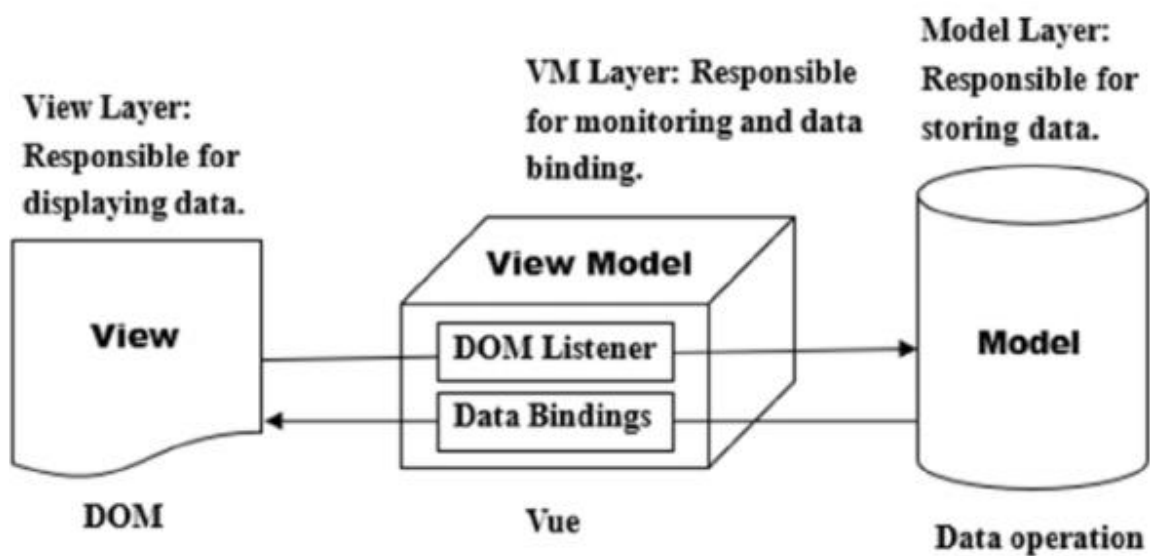 View Layer:
Responsible for
displaying data.
VM Layer: Responsible
for monitoring and data
binding.
Model Layer:
Responsible for
storing data.
View
View Model
DOM Listener
Data Bindings
Model
DOM
Vue
Data operation